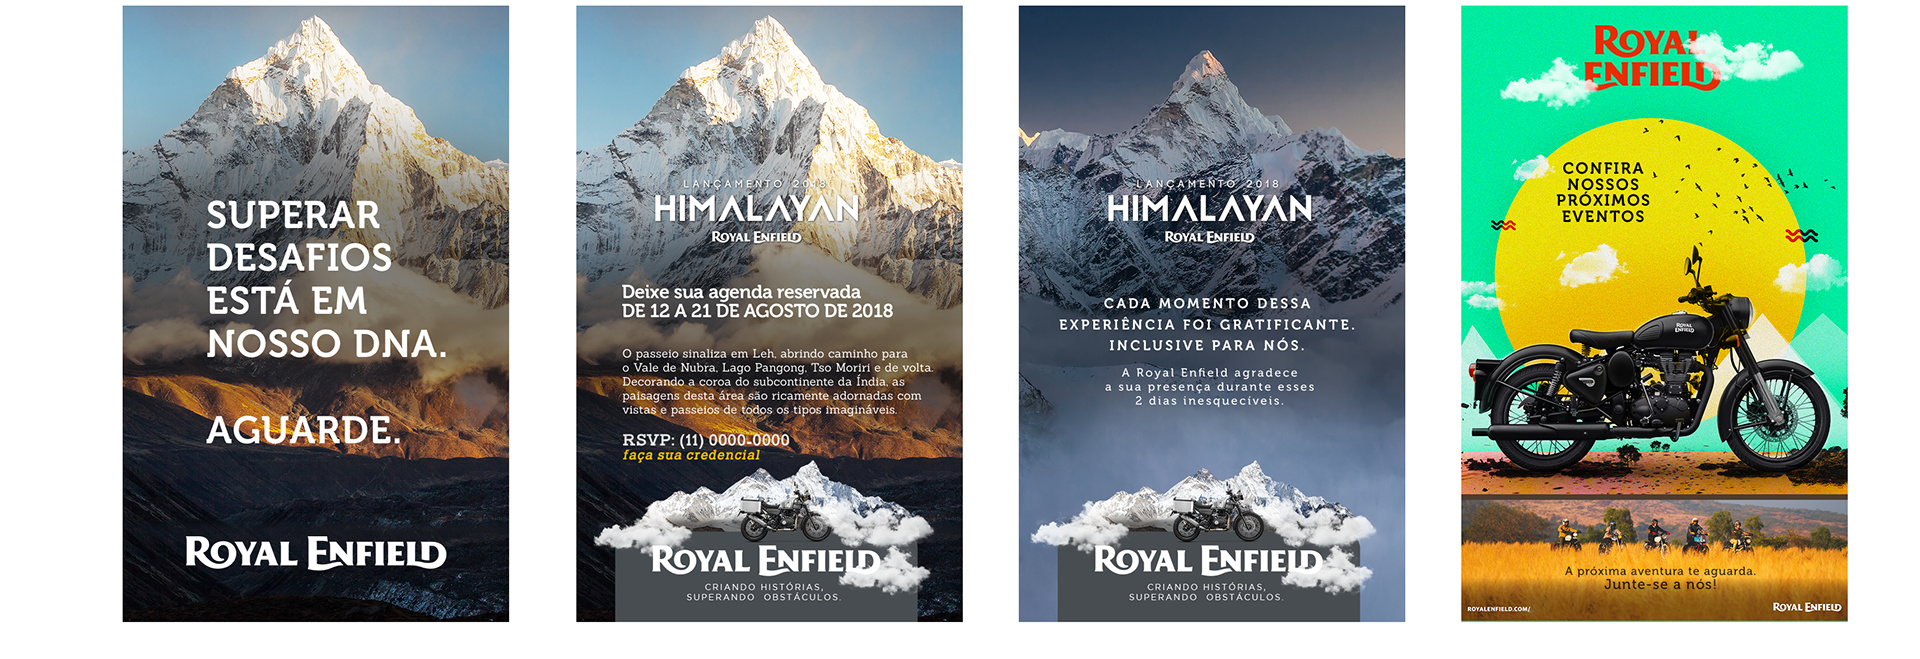 SUPERAR
DESAFIOS
ESTÁ EM
NOSSO DNA.
AGUARDE.
ROYAL ENFIELD
LANÇAMENTO 2018
HIMALAYAN
ROYAL ENFIELD
Deixe sua agenda reservada
DE 12 A 21 DE AGOSTO DE 2018
O passeio sinaliza em Leh, abrindo caminho para
o Vale de Nubra, Lago Pangong, Tso Moriri e de volta.
Decorando a coroa do subcontinente da Índia, as
paisagens desta área são ricamente adornadas com
vistas e passeios de todos os tipos imagináveis.
RSVP: (11) 0000-0000
faça sua credencial
ROYAL ENFIELD
CRIANDO HISTÓRIAS,
SUPERANDO OBSTÁCULOS.
LANÇAMENTO 2018
HIMALAYAN
ROYAL ENFIELD
CADA MOMENTO DESSA
EXPERIÊNCIA FOI GRATIFICANTE.
INCLUSIVE PARA NÓS.
A Royal Enfield agradece
a sua presença durante esses
2 dias inesquecíveis.
ROYAL ENFIELD
CRIANDO HISTÓRIAS,
SUPERANDO OBSTÁCULOS.
ROYAL
ENFIELD
CONFIRA
NOSSOS
PRÓXIMOS
EVENTOS
ROYAL
ENFIELD
A próxima aventura te aguarda.
Junte-se a nós!
ROYALENFIELD.COM/
ROYAL ENFIELD